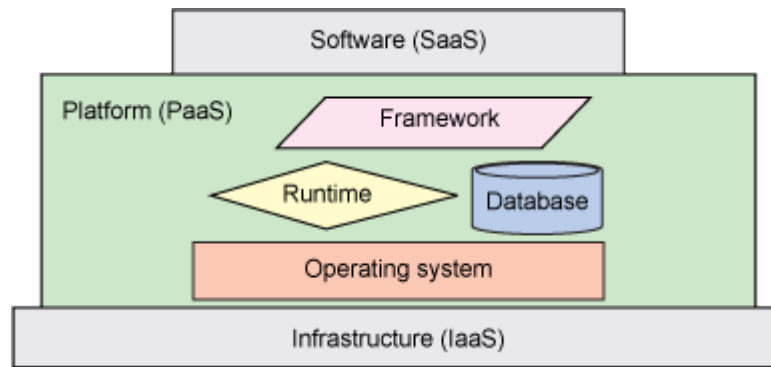 Software (SaaS)
Platform (PaaS)
Framework
Runtime
Database
Operating system
Infrastructure (IaaS)